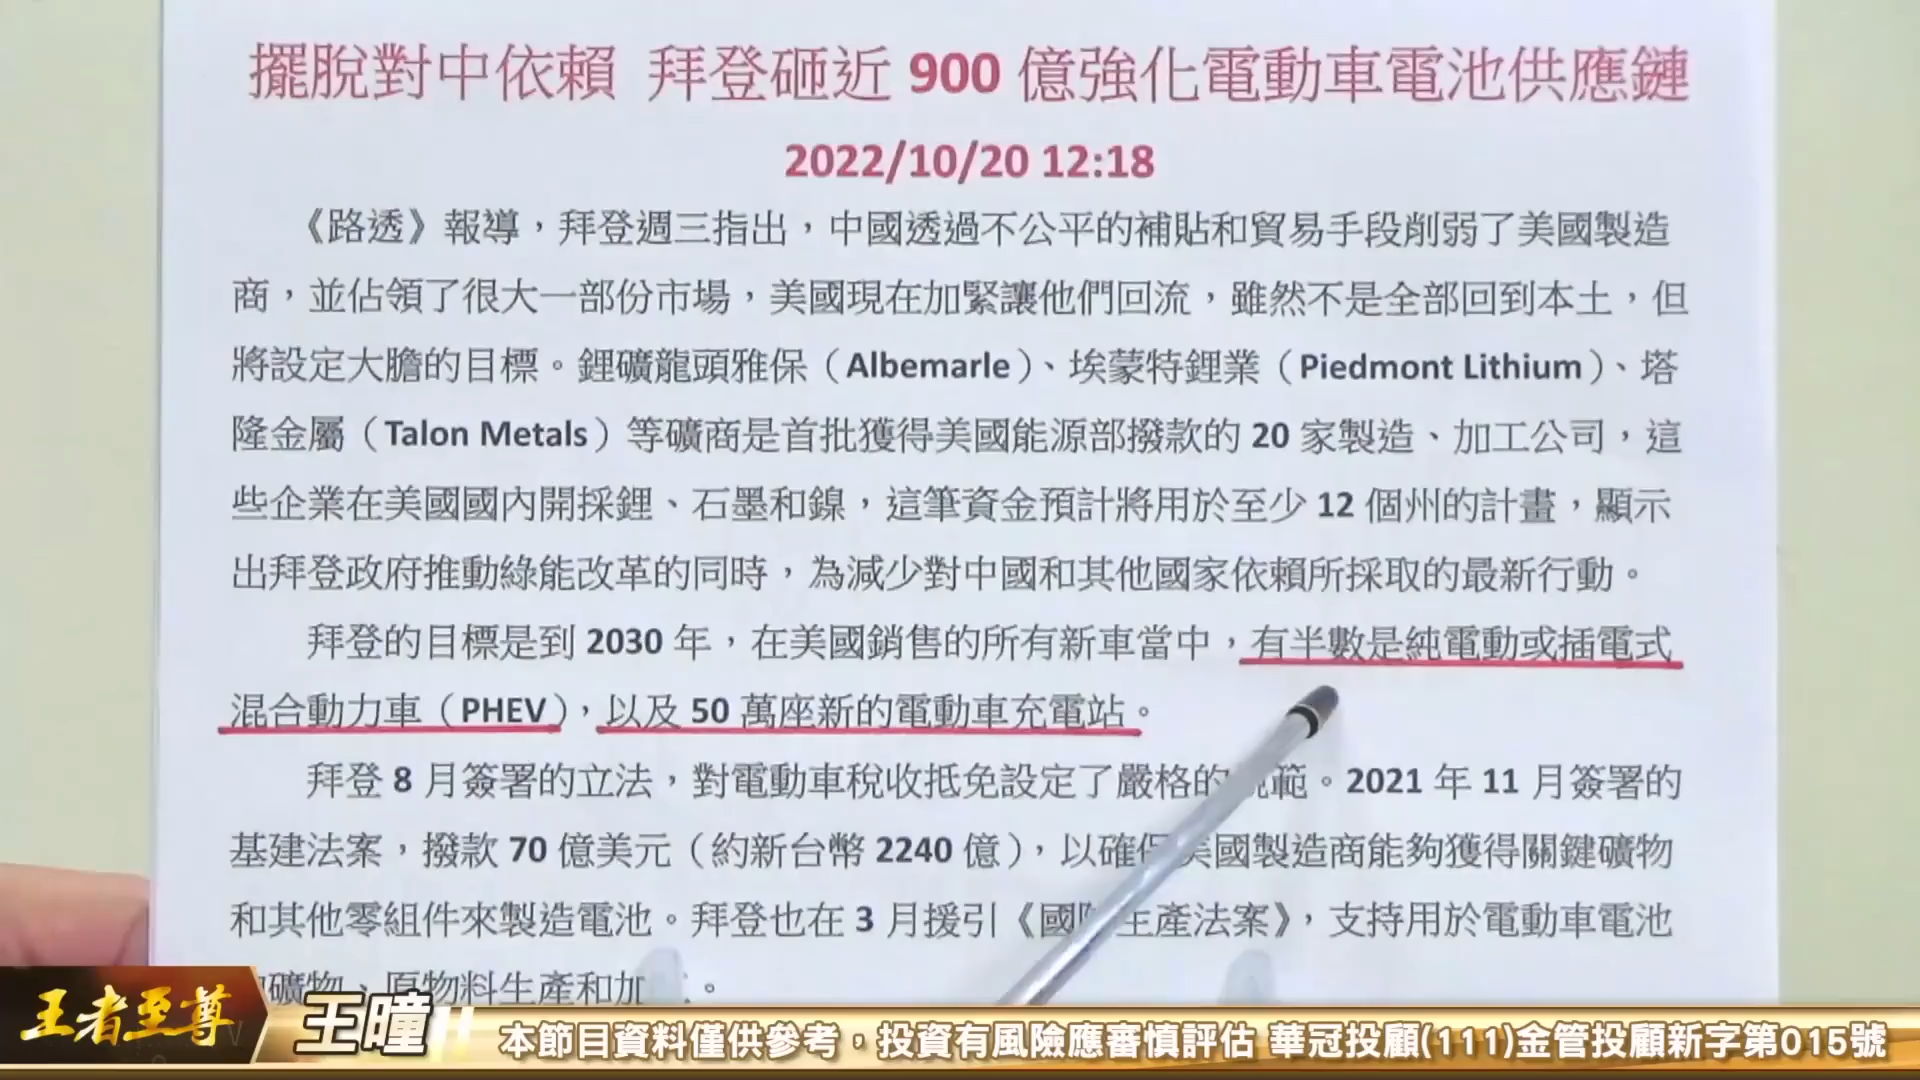 擺脫對中依賴 拜登砸近 900 億強化電動車電池供應鏈
2022/10/20 12:18
《路透》報導，拜登週三指出，中國透過不公平的補貼和貿易手段削弱了美國製造
商，並佔領了很大一部份市場，美國現在加緊讓他們回流，雖然不是全部回到本土，但
將設定大膽的目標。鋰礦龍頭雅保（Albemarle）、埃蒙特鋰業（Piedmont Lithium）、塔
隆金屬（Talon Metals）等礦商是首批獲得美國能源部撥款的 20 家製造、加工公司，這
些企業在美國國內開採鋰、石墨和鎳，這筆資金預計將用於至少 12 個州的計畫，顯示
出拜登政府推動綠能改革的同時，為減少對中國和其他國家依賴所採取的最新行動。
拜登的目標是到 2030 年，在美國銷售的所有新車當中，有半數是純電動或插電式
混合動力車（PHEV），以及 50 萬座新的電動車充電站。
拜登 8 月簽署的立法，對電動車稅收抵免設定了嚴格的範。2021 年 11 月簽署的
基建法案，撥款 70 億美元（約新台幣 2240 億），以確保美國製造商能夠獲得關鍵礦物
和其他零組件來製造電池。拜登也在 3 月援引《國防生產法案》，支持用於電動車電池
礦物、原物料生產和加。
王者至尊 王曈 本節目資料僅供參考，投資有風險應審慎評估 華冠投顧(111)金管投顧新字第015號